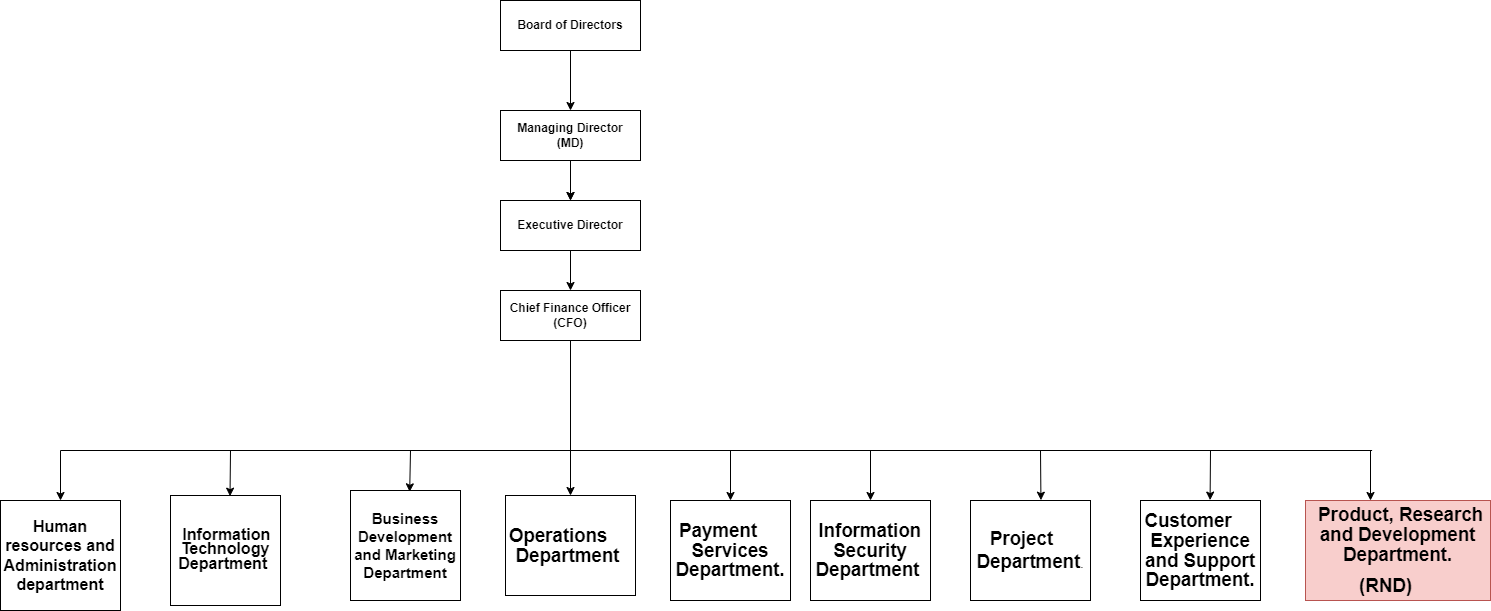 Board of Directors
Managing Director
(MD)
Executive Director
Chief Finance Officer
(CFO)
Human
resources and
Administration
department
Information
Technology
Department
Business
Development
and Marketing
Department
Operations
Department
Payment
Services
Department.
Information
Security
Department
Project
Department.
Customer
Experience
and Support
Department.
Product, Research
and Development
Department.
(RND)